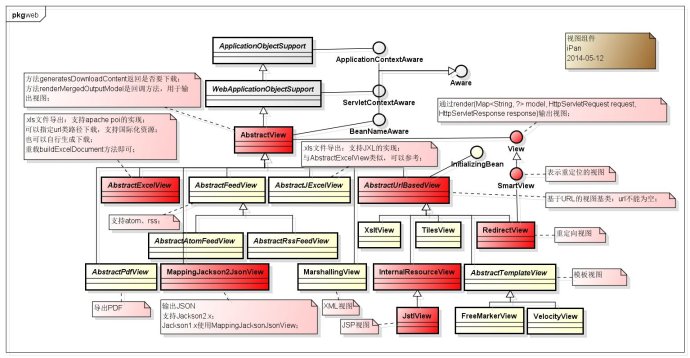 pkg web
ApplicationObjectSupport
ApplicationContextAware
视图组件
iPan
2014-05-12
Aware
方法generatesDownloadContent返回是否要下载；
方法renderMergedOutputModel是回调方法，用于
输出视图；
WebApplicationObjectSupport
ServletContextAware
通过render(Map<String, ?> model, HttpServletRequest request,
HttpServletResponse response)输出视图；
xls文件导出：支持apache poi的实现；
可以指定url类路径下载，支持国际化资源；
也可以自行生成下载；
重载buildExcelDocument方法即可；
AbstractView
BeanNameAware
View
xls文件导出：支持JXL的实现；
与AbstractExcelView类似，可以参考；
InitializingBean
SmartView
表示重定位的视图
AbstractExcelView
AbstractFeedView
AbstractJExcelView
AbstractUrlBasedView
基于URL的视图基类；url不能为空；
支持atom、rss；
XsltView
TilesView
RedirectView
重定向视图
AbstractAtomFeedView
AbstractRssFeedView
AbstractPdfView
MappingJackson2JsonView
MarshallingView
InternalResourceView
AbstractTemplateView
模板视图
导出PDF
输出JSON
支持Jackson2.x；
Jackson1.x使用MappingJacksonJsonView；
XML视图
JSP视图
JstlView
FreeMarkerView
VelocityView